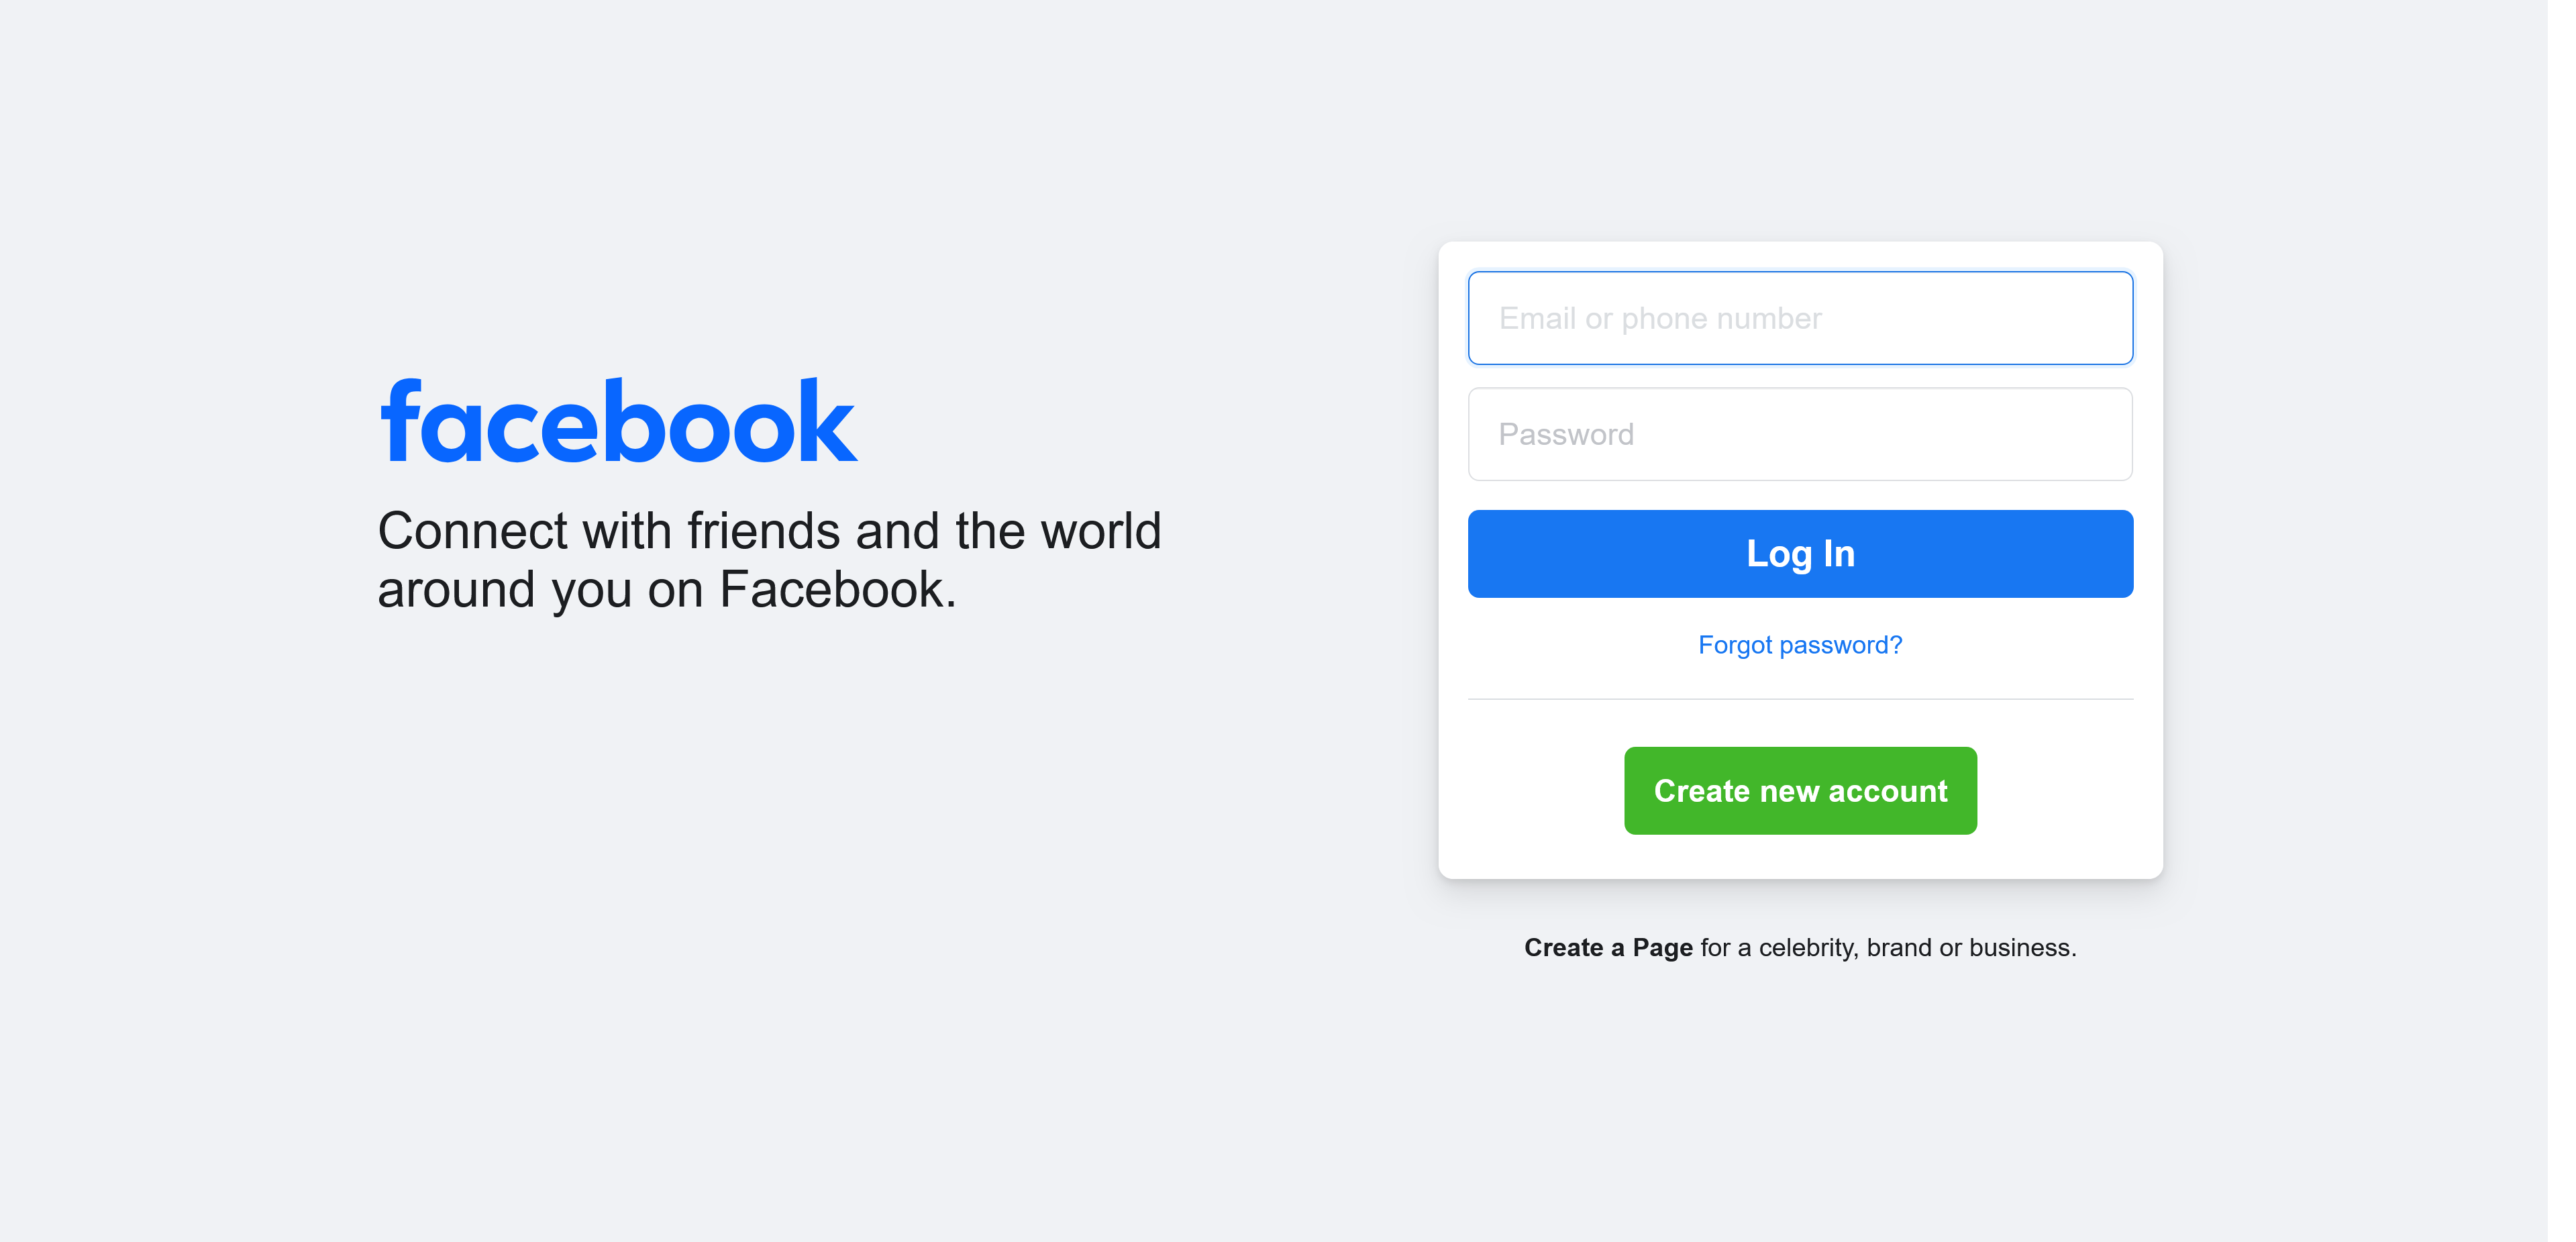 facebook
Connect with friends and the world
around you on Facebook.
Email or phone number
Password
Log In
Forgot password?
Create new account
Create a Page for a celebrity, brand or business.